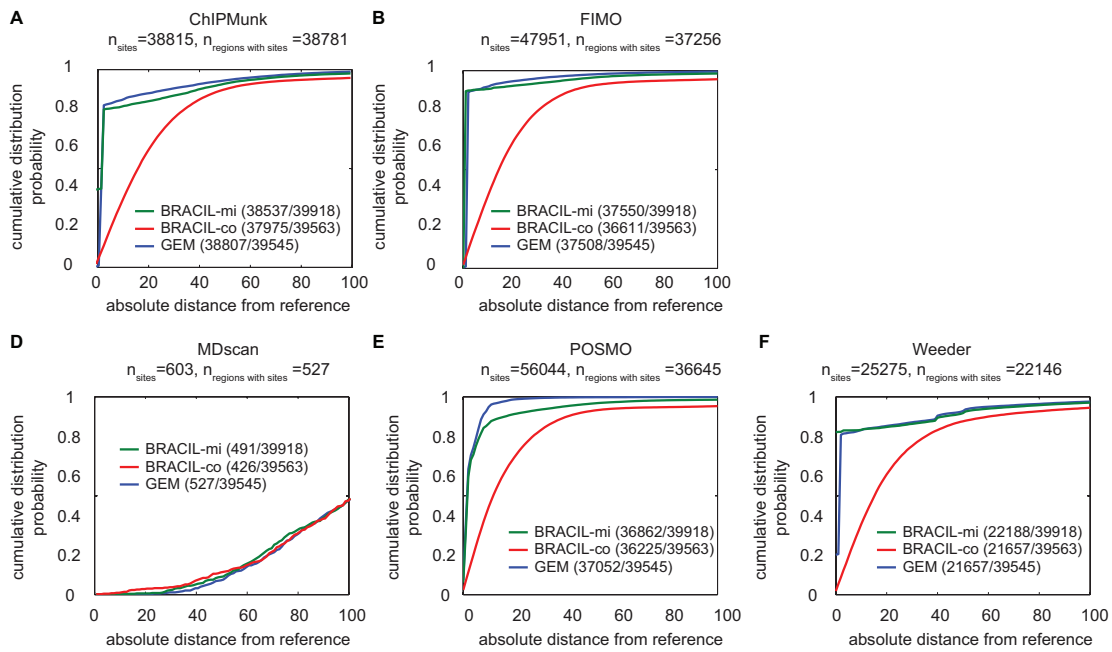 A
ChIPMunk
n sites =38815, n regions with sites =38781
cumulative distribution
probability
1
0.8
0.6
0.4
0.2
0
BRACIL-mi (38537/39918)
BRACIL-co (37975/39563)
GEM (38807/39545)
0 20 40 60 80 100
absolute distance from reference
B
FIMO
n sites =47951, n regions with sites =37256
cumulative distribution
probability
1
0.8
0.6
0.4
0.2
0
BRACIL-mi (37550/39918)
BRACIL-co (36611/39563)
GEM (37508/39545)
0 20 40 60 80 100
absolute distance from reference
D
MDscan
n sites =603, n regions with sites =527
cumulative distribution
probability
1
0.8
0.6
0.4
0.2
0
BRACIL-mi (491/39918)
BRACIL-co (426/39563)
GEM (527/39545)
0 20 40 60 80 100
absolute distance from reference
E
POSMO
n sites =56044, n regions with sites =36645
cumulative distribution
probability
1
0.8
0.6
0.4
0.2
0
BRACIL-mi (36862/39918)
BRACIL-co (36225/39563)
GEM (37052/39545)
0 20 40 60 80 100
absolute distance from reference
F
Weeder
n sites =25275, n regions with sites =22146
cumulative distribution
probability
1
0.8
0.6
0.4
0.2
0
BRACIL-mi (22188/39918)
BRACIL-co (21657/39563)
GEM (21657/39545)
0 20 40 60 80 100
absolute distance from reference